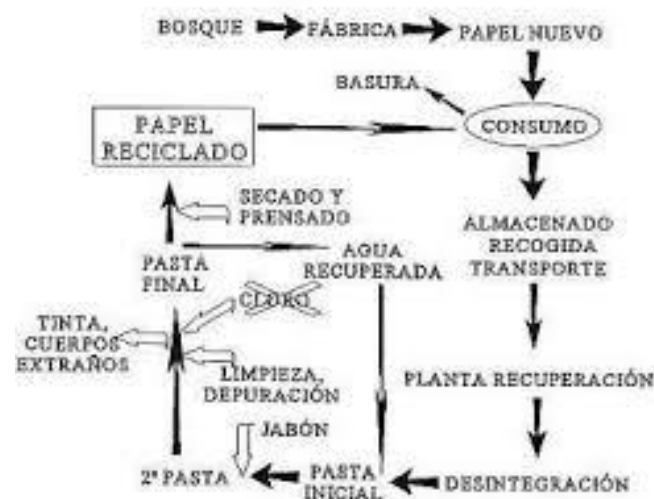 BOSQUE FÁBRICA PAPEL NUEVO
BASURA
PAPEL
RECICLADO
CONSUMO
SECADO Y
PRENSADO
ALMACENADO
RECOGIDA
TRANSPORTE
PASTA
FINAL
AGUA
RECUPERADA
CLORO
TINTA,
CUERPOS
EXTRAÑOS
LIMPIEZA,
DEPURACIÓN
PLANTA RECUPERACIÓN
JABÓN
2ª PASTA
PASTA
INICIAL
DESINTEGRACIÓN